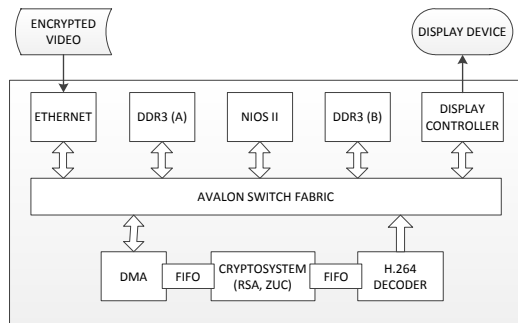 ENCRYPTED
VIDEO
DISPLAY DEVICE
ETHERNET
DDR3 (A)
NIOS II
DDR3 (B)
DISPLAY
CONTROLLER
AVALON SWITCH FABRIC
DMA
FIFO
CRYPTOSYSTEM
(RSA, ZUC)
FIFO
H.264
DECODER